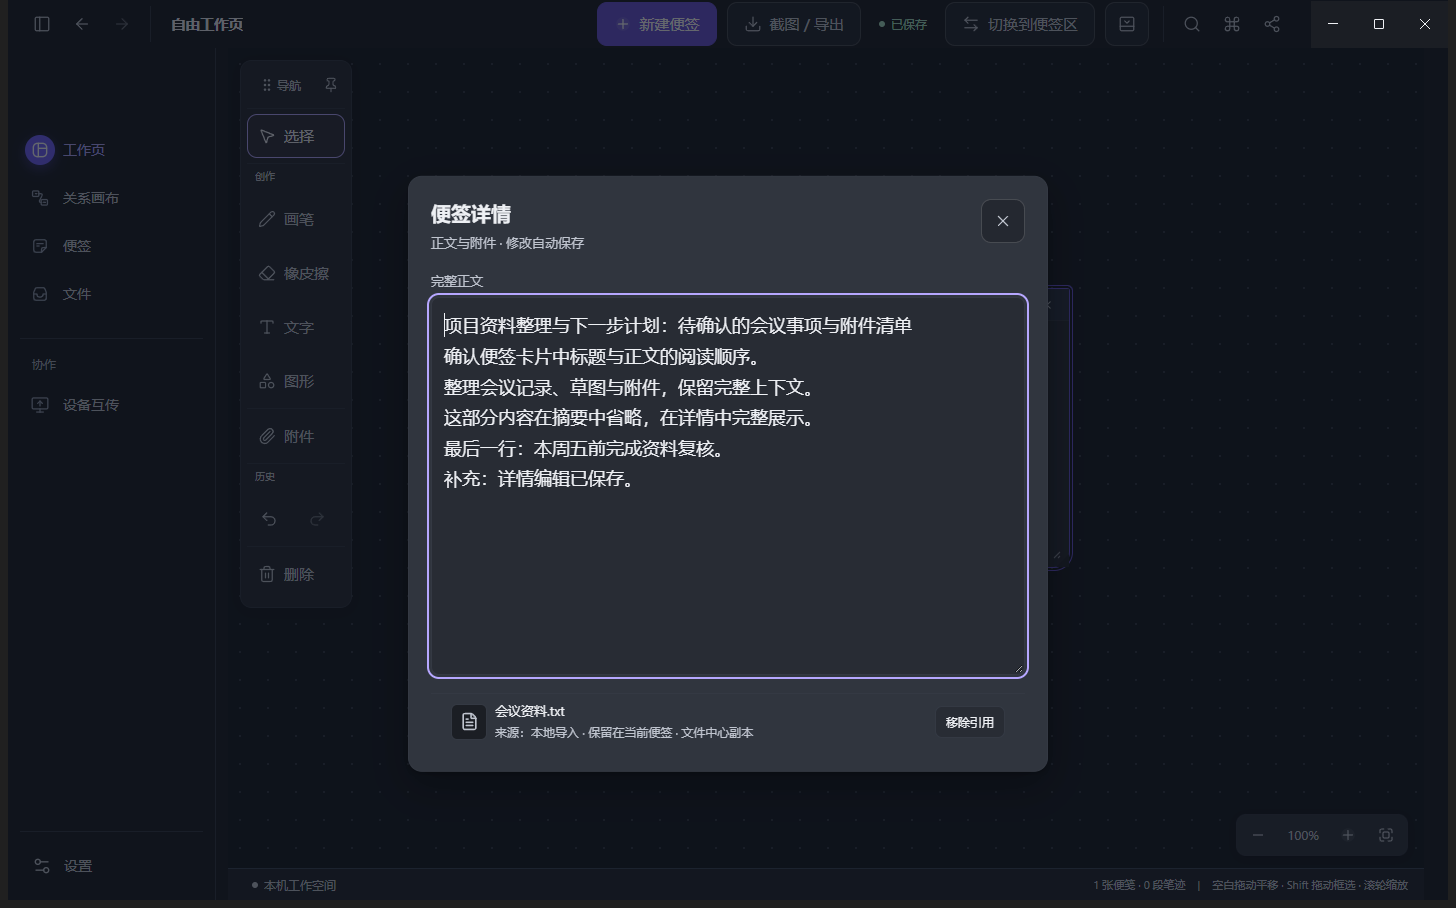 自由工作页
新建便签
截图 / 导出
已保存
切换到便签区
工作页
关系画布
便签
文件
协作
设备互传
设置
导航
选择
创作
画笔
橡皮擦
文字
图形
附件
历史
删除
便签详情
正文与附件 · 修改自动保存
完整正文
项目资料整理与下一步计划：待确认的会议事项与附件清单
确认便签卡片中标题与正文的阅读顺序。
整理会议记录、草图与附件，保留完整上下文。
这部分内容在摘要中省略，在详情中完整展示。
最后一行：本周五前完成资料复核。
补充：详情编辑已保存。
会议资料.txt
来源：本地导入 · 保留在当前便签 · 文件中心副本
移除引用
100%
本机工作空间
1 张便笺 · 0 段笔迹 | 空白拖动平移 · Shift 拖动框选 · 滚轮缩放